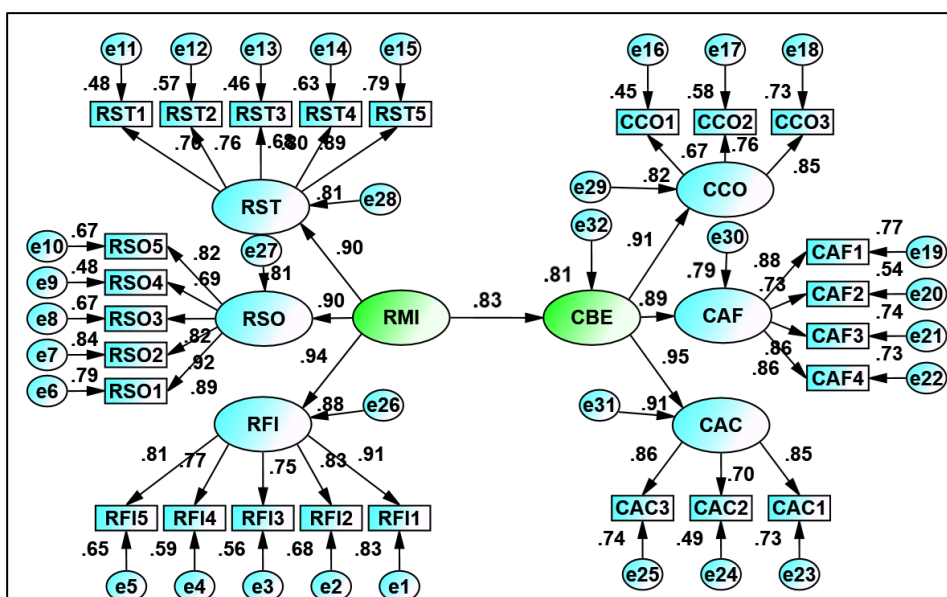 e11 e12 e13 e14 e15
.48 .57 .46 .63 .79
RST1 RST2 RST3 RST4 RST5
.70 .76 .68 .80 .89
RST .81 e28
e16 e17 e18
.45 .58 .73
CCO1 CCO2 CCO3
.67 .76 .85
e29 .82 CCO
e10 .67 RSO5 .82
e9 .48 RSO4 .69
e8 .67 RSO3 .82
e7 .84 RSO2 .92
e6 .79 RSO1 .89
e27 .81
RSO .90 RMI .83 CBE .89 CAF
.90
.94
e32 .81
.91
.95
e30 .79
.88 CAF1 .77 e19
.73 CAF2 .54 e20
.86 CAF3 .74 e21
.86 CAF4 .73 e22
RFI .88 e26
.81 .77 .75 .83 .91
RFI5 RFI4 RFI3 RFI2 RFI1
.65 .59 .56 .68 .83
e5 e4 e3 e2 e1
e31 .91 CAC
.86 .70 .85
CAC3 CAC2 CAC1
.74 .49 .73
e25 e24 e23